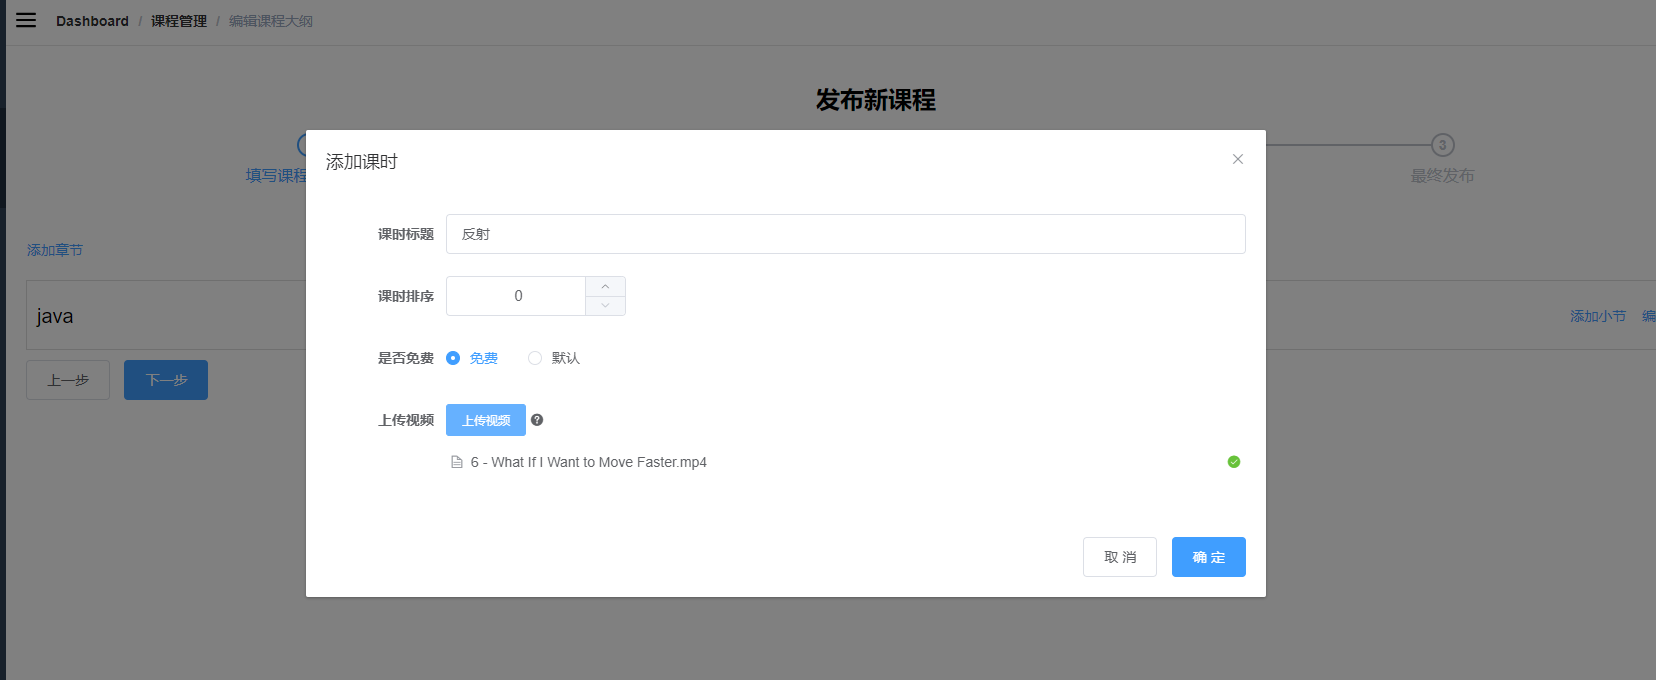 Dashboard / 课程管理 / 编辑课程大纲
发布新课程
3
填写课程
最终发布
添加课时
添加章节
课时标题 反射
课时排序 0
java
添加小节 编
是否免费 免费 默认
上一步 下一步
上传视频 上传视频 ?
6 - What If I Want to Move Faster.mp4
取 消 确 定